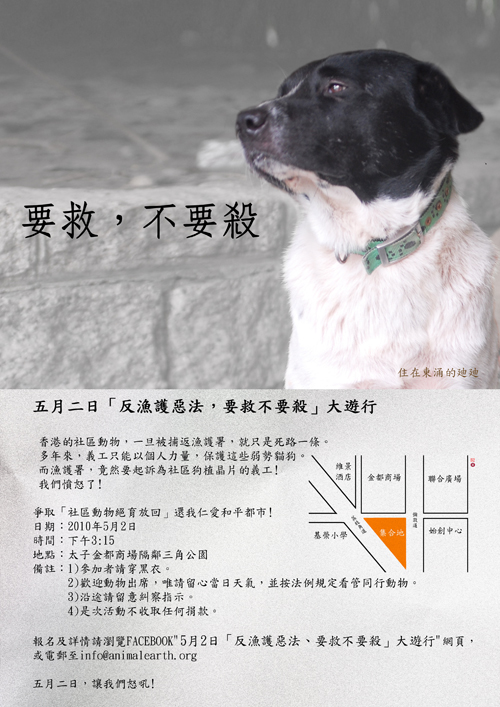 要救，不要殺
住在東涌的迪迪
五月二日「反漁護惡法，要救不要殺」大遊行
香港的社區動物，一旦被捕返漁護署，就只是死路一條。
多年來，義工只能以個人力量，保護這些弱勢貓狗。
而漁護署，竟然要起訴為社區狗植晶片的義工!
我們憤怒了!
爭取「社區動物絕育放回」還我仁愛和平都市!
日期：2010年5月2日
時間：下午3:15
地點：太子金都商場隔鄰三角公園
備註：1)參加者請穿黑衣。
2)歡迎動物出席，唯請留心當日天氣，並按法例規定看管同行動物。
3)沿途請留意糾察指示。
4)是次活動不收取任何捐款。
維景
酒店
金都商場
聯合廣場
基榮小學
集合地
始創中心
報名及詳情請瀏覽FACEBOOK"5月2日「反漁護惡法、要救不要殺」大遊行"網頁，
或電郵至info@animalearth.org
五月二日，讓我們怒吼!